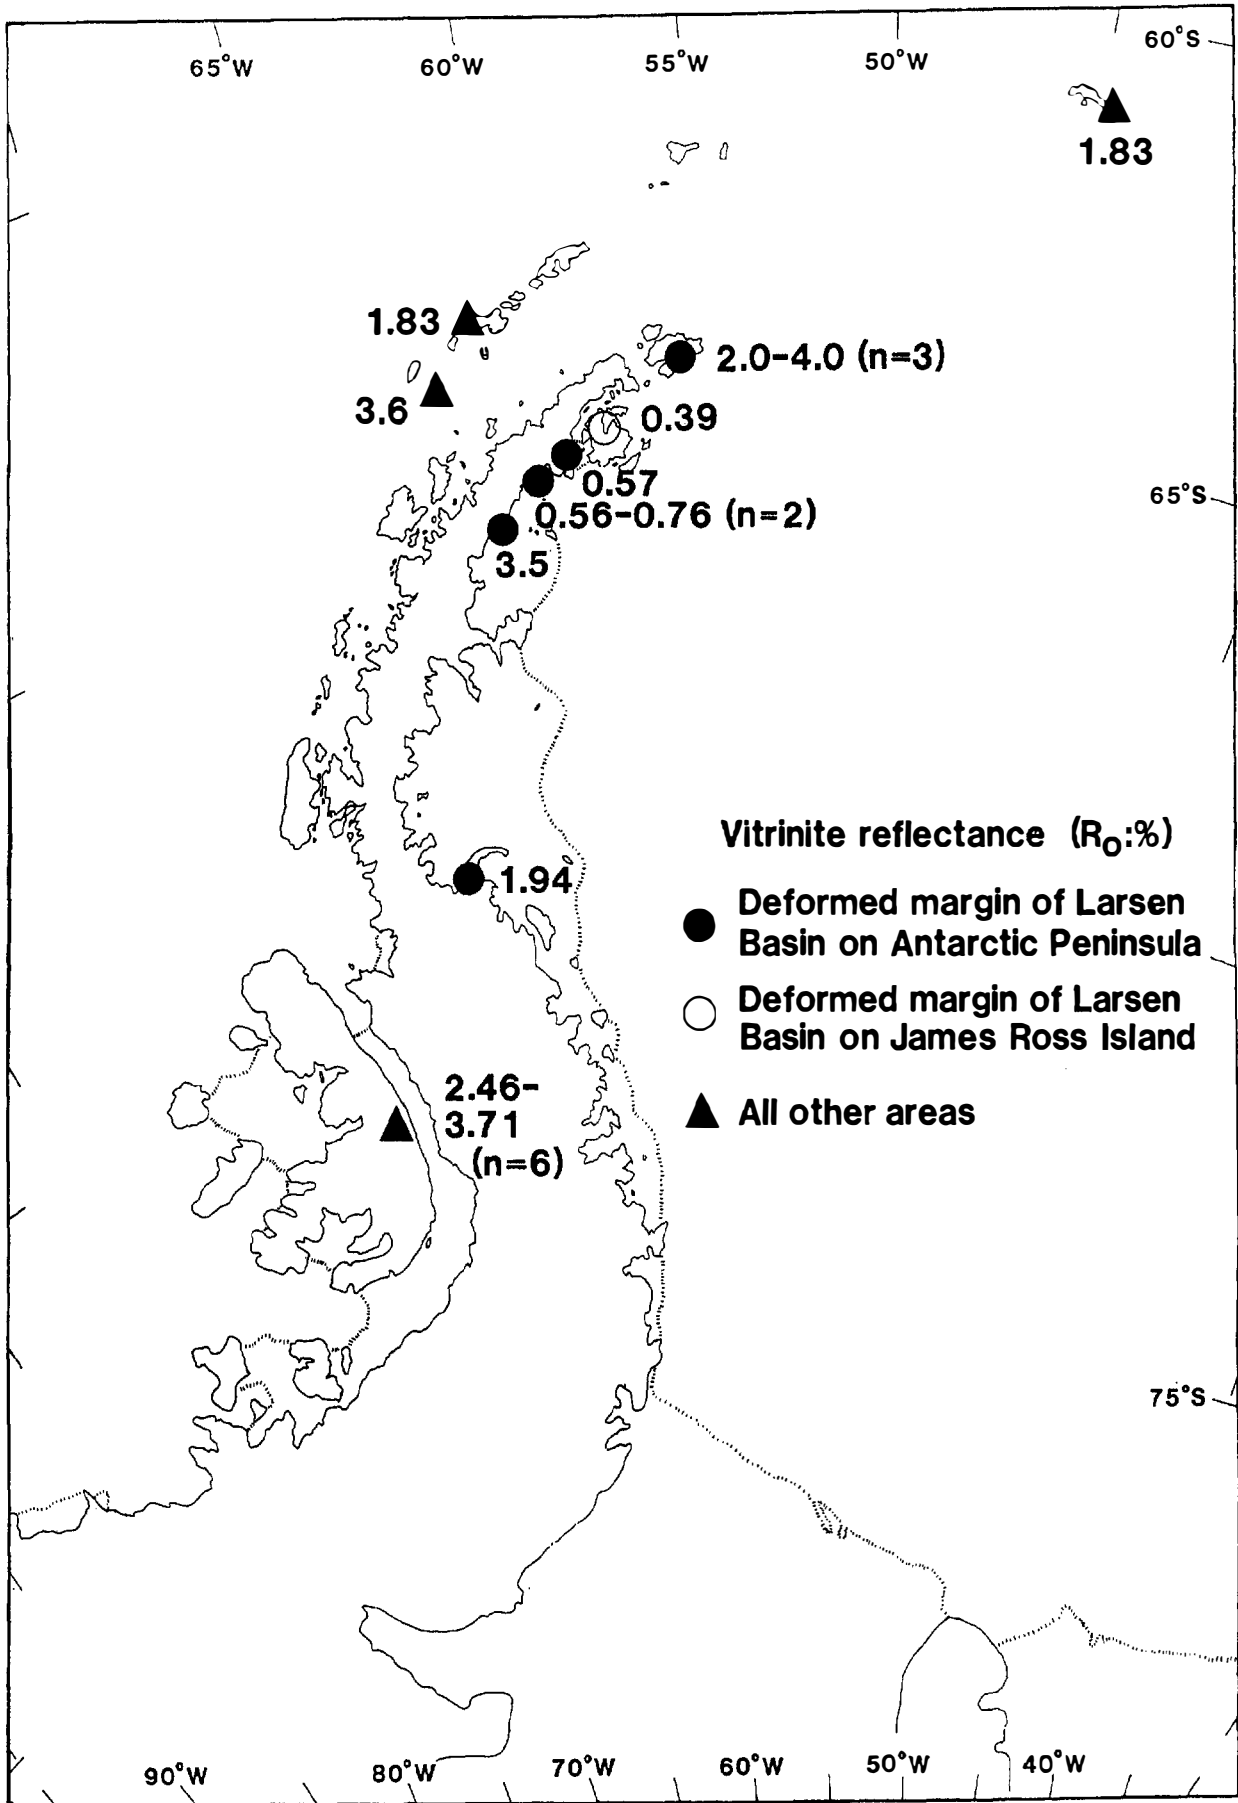 65°W
60°W
55°W
50°W
60°S
1.83
1.83
2.0-4.0 (n=3)
3.6
0.39
0.57
65°S
0.56-0.76 (n=2)
3.5
Vitrinite reflectance (Ro:%)
1.94
Deformed margin of Larsen
Basin on Antarctic Peninsula
Deformed margin of Larsen
Basin on James Ross Island
2.46-
3.71
(n=6)
All other areas
75°S
90°W
80°W
70°W
60°W
50°W
40°W